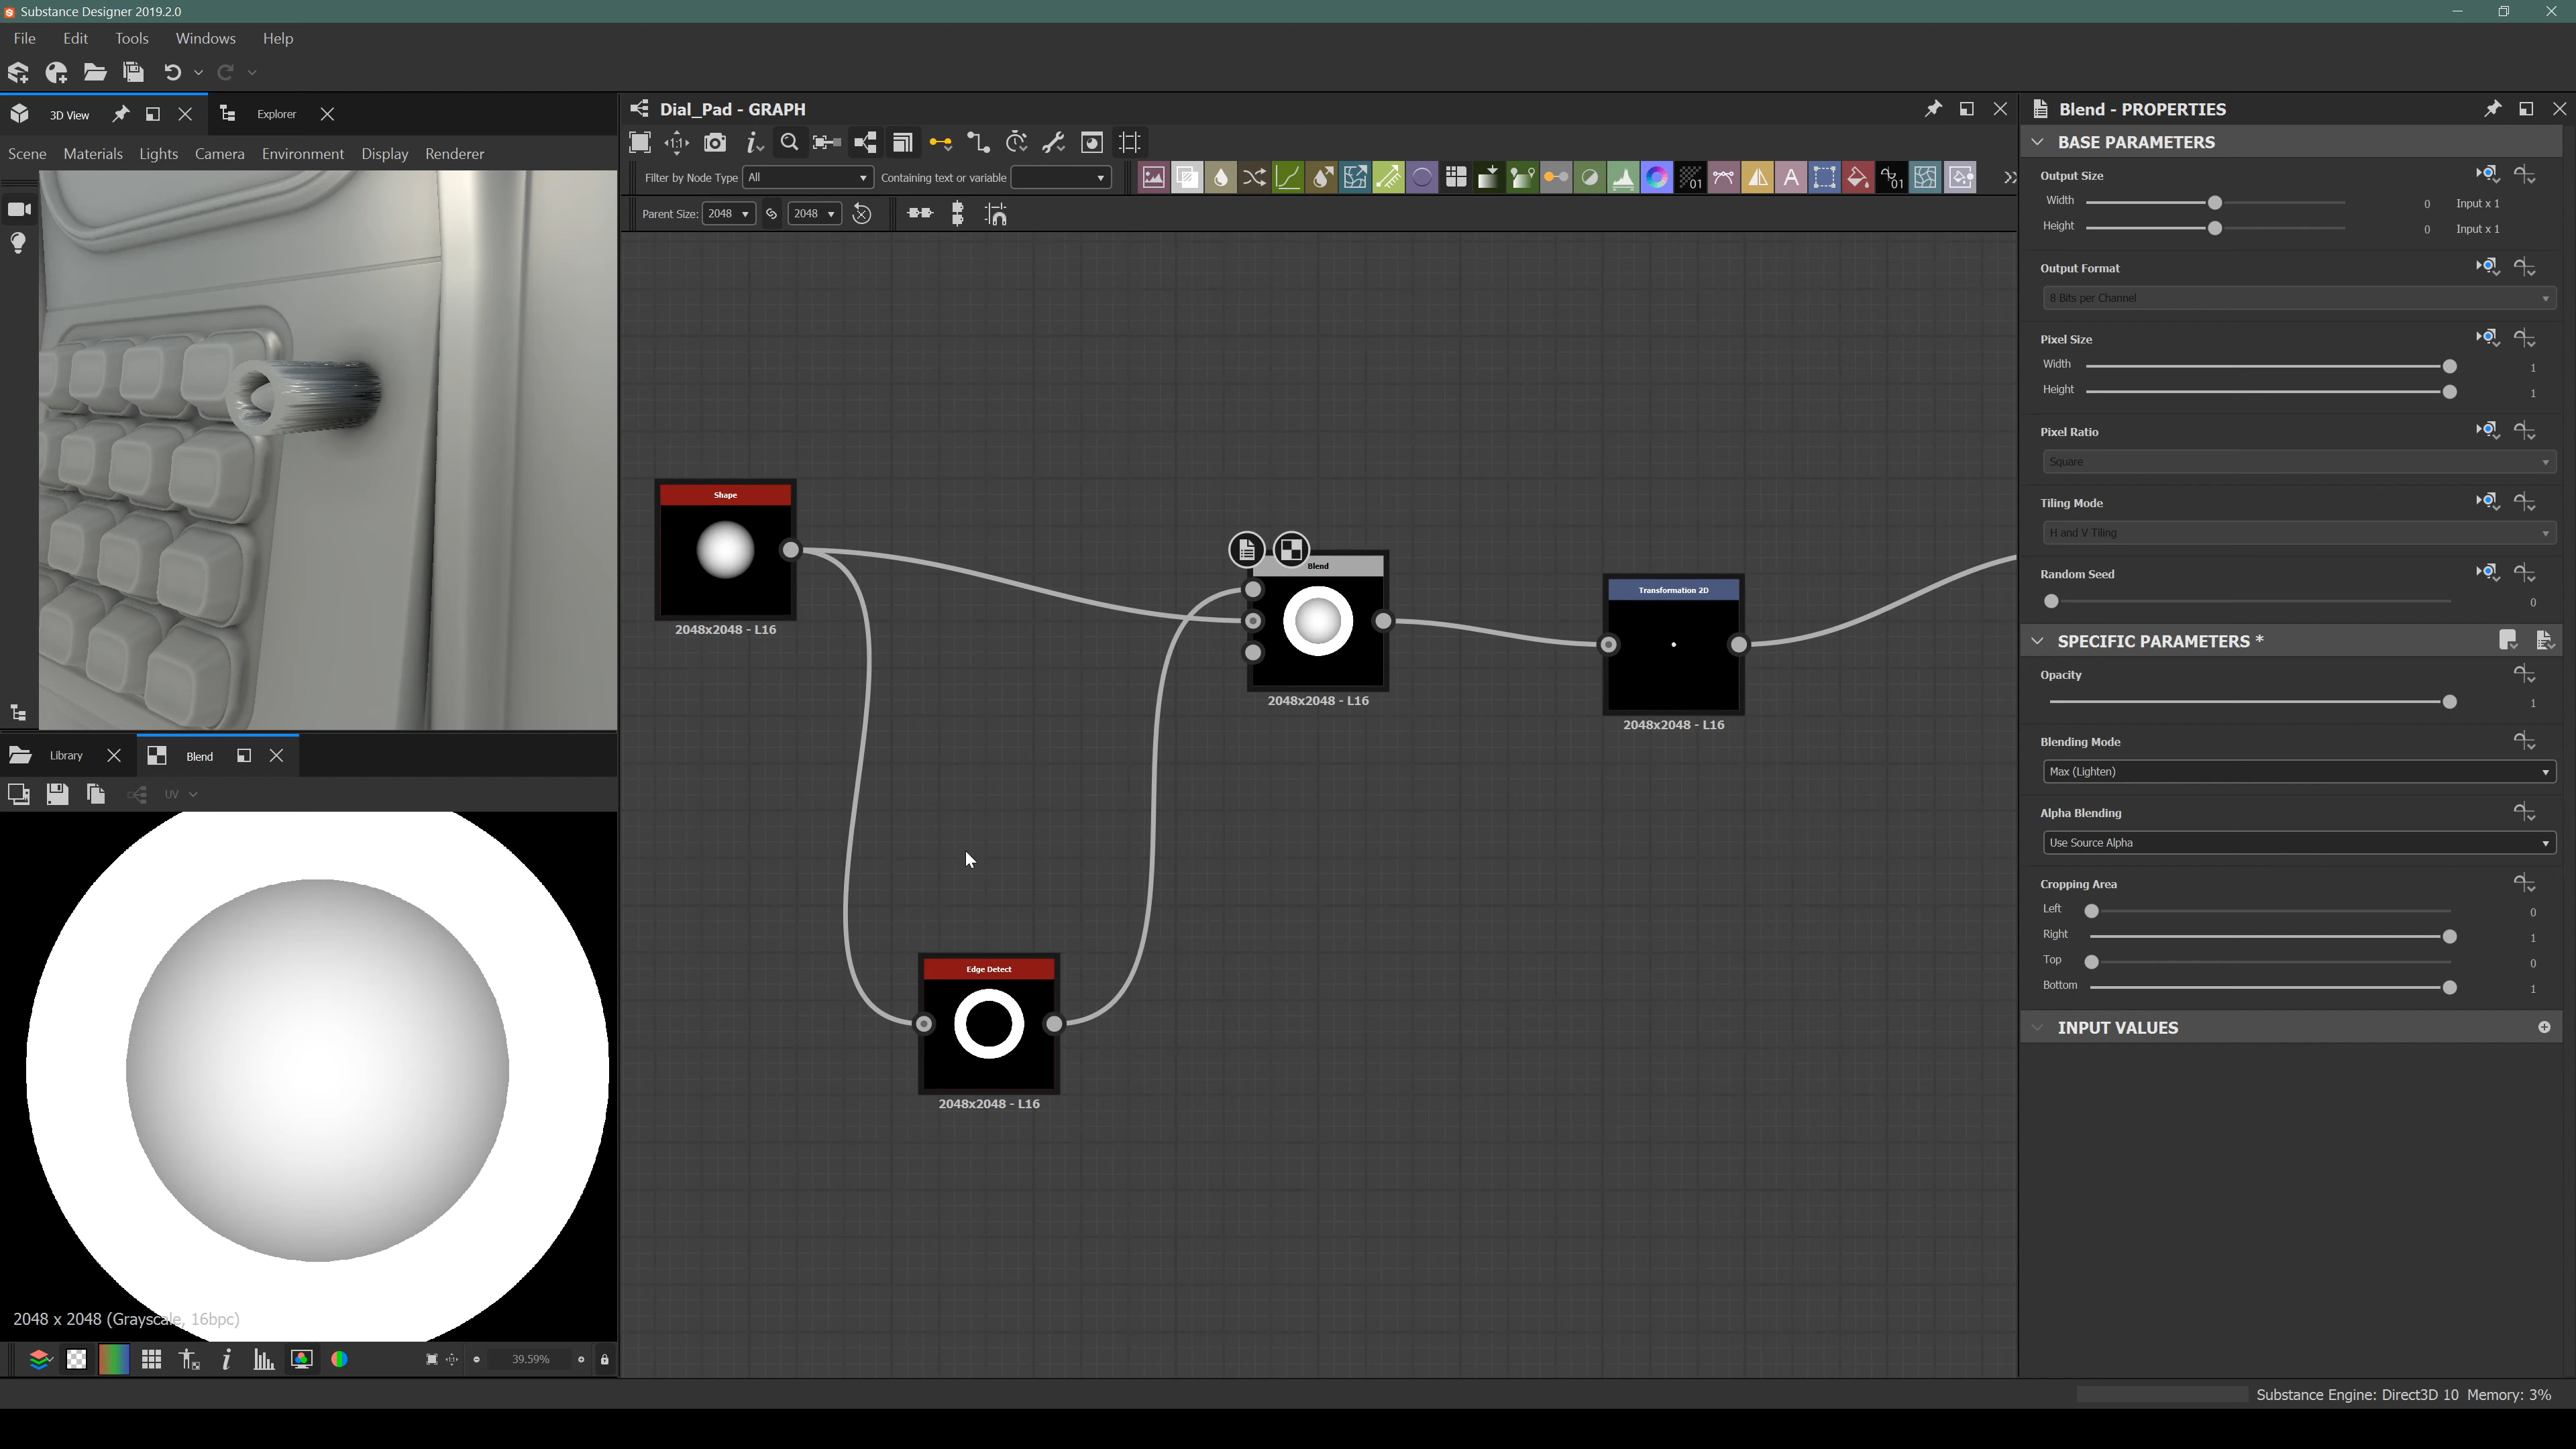 Substance Designer 2019.2.0
File Edit Tools Windows Help
3D View Explorer
Scene Materials Lights Camera Environment Display Renderer
Library Blend
UV
2048 x 2048 (Grayscale, 16bpc)
39.59%
Dial_Pad - GRAPH
Filter by Node Type All Containing text or variable
01 A 01
Parent Size: 2048 2048
Shape
2048x2048 - L16
Blend
2048x2048 - L16
Transformation 2D
2048x2048 - L16
Edge Detect
2048x2048 - L16
Blend - PROPERTIES
BASE PARAMETERS
Output Size
Width 0 Input x 1
Height 0 Input x 1
Output Format
8 Bits per Channel
Pixel Size
Width 1
Height 1
Pixel Ratio
Square
Tiling Mode
H and V Tiling
Random Seed
0
SPECIFIC PARAMETERS *
Opacity
1
Blending Mode
Max (Lighten)
Alpha Blending
Use Source Alpha
Cropping Area
Left 0
Right 1
Top 0
Bottom 1
INPUT VALUES
Substance Engine: Direct3D 10 Memory: 3%